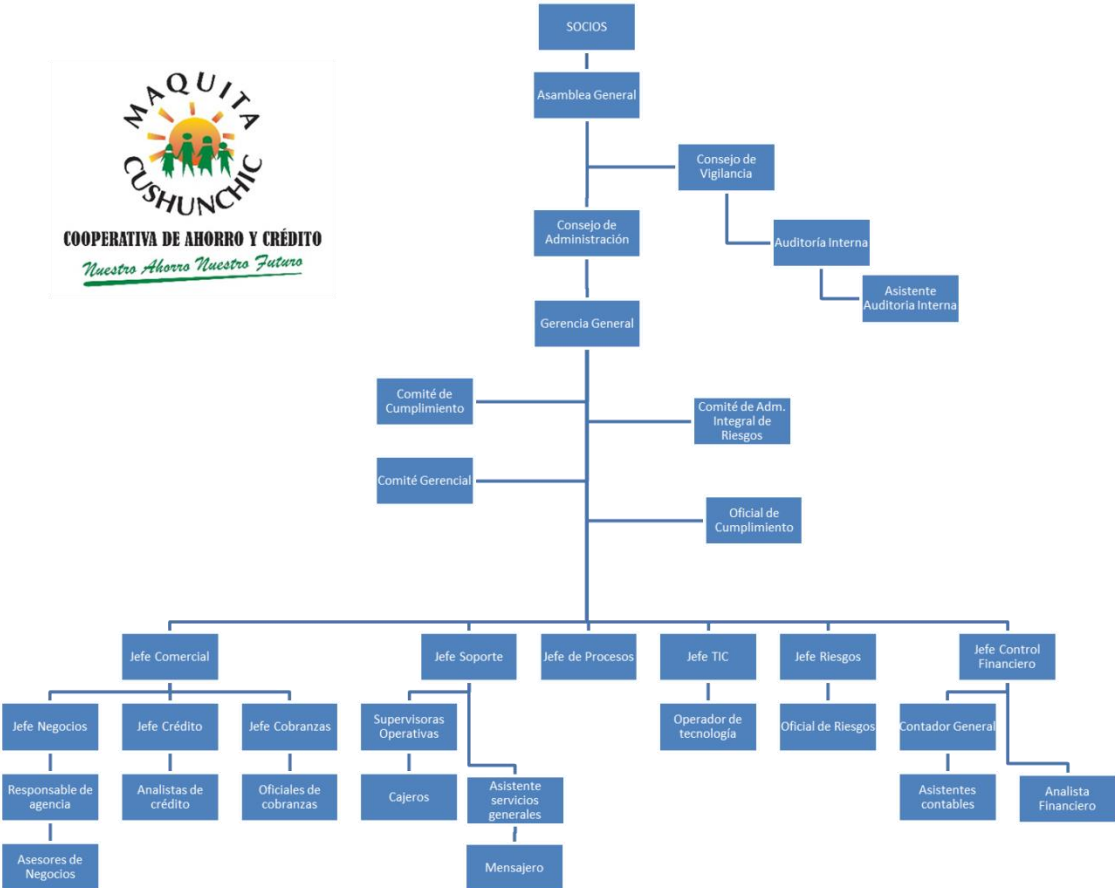 SOCIOS
MAQUITA
CUSHUNCHIC
COOPERATIVA DE AHORRO Y CRÉDITO
Nuestro Ahorro Nuestro Futuro
Asamblea General
Consejo de
Vigilancia
Consejo de
Administración
Auditoría Interna
Asistente
Auditoria Interna
Gerencia General
Comité de
Cumplimiento
Comité de Adm.
Integral de
Riesgos
Comité Gerencial
Oficial de
Cumplimiento
Jefe Comercial
Jefe Soporte
Jefe de Procesos
Jefe TIC
Jefe Riesgos
Jefe Control
Financiero
Jefe Negocios
Jefe Crédito
Jefe Cobranzas
Supervisoras
Operativas
Operador de
tecnología
Oficial de Riesgos
Contador General
Responsable de
agencia
Analistas de
crédito
Oficiales de
cobranzas
Cajeros
Asistente
servicios
generales
Asistentes
contables
Analista
Financiero
Asesores de
Negocios
Mensajero